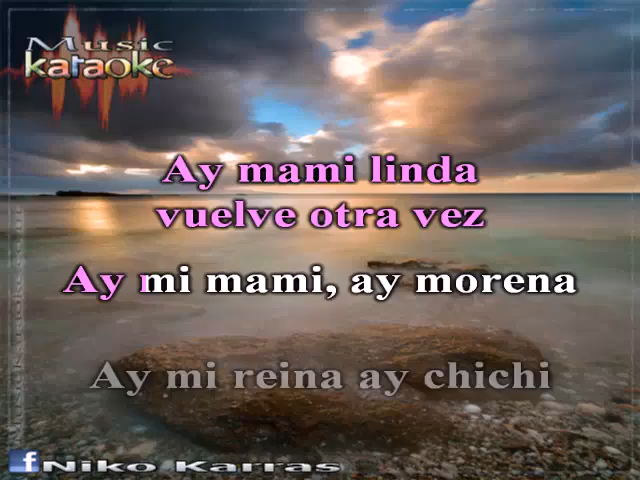 Music
karaoke
Ay mami linda
vuelve otra vez
Ay mi mami, ay morena
Ay mi reina ay chichi
f Niko Karras